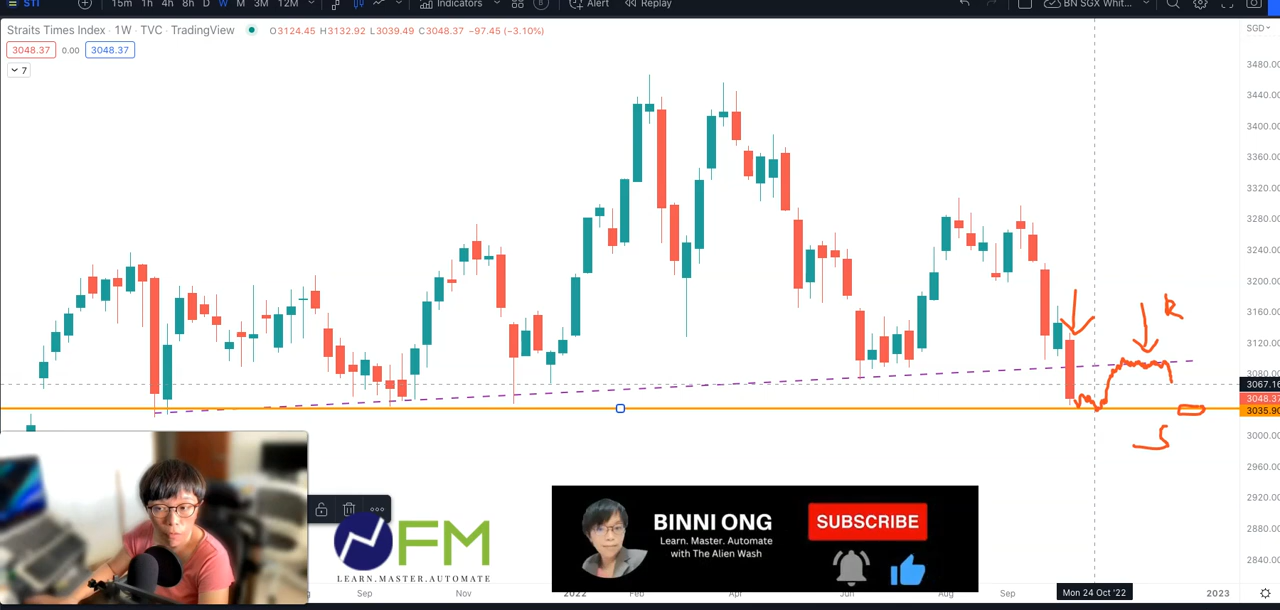 STI
15m 1h 4h 8h D W M 3M 12M Indicators Alert Replay BN SGX Whit...
Straits Times Index · 1W · TVC · TradingView O3124.45 H3132.92 L3039.49 C3048.37 −97.45 (−3.10%)
SGD
3048.37 0.00 3048.37
7
3480.00
3440.00
3400.00
3360.00
3320.00
3280.00
3240.00
3200.00
3160.00
3120.00
3080.00
3067.16
3048.37
3035.90
3000.00
2960.00
2920.00
2880.00
2840.00
R
S
FM
LEARN.MASTER.AUTOMATE
BINNI ONG
Learn. Master. Automate
with The Alien Wash
SUBSCRIBE
Sep Nov 2022 Feb Apr Jun Aug Sep Mon 24 Oct '22 2023